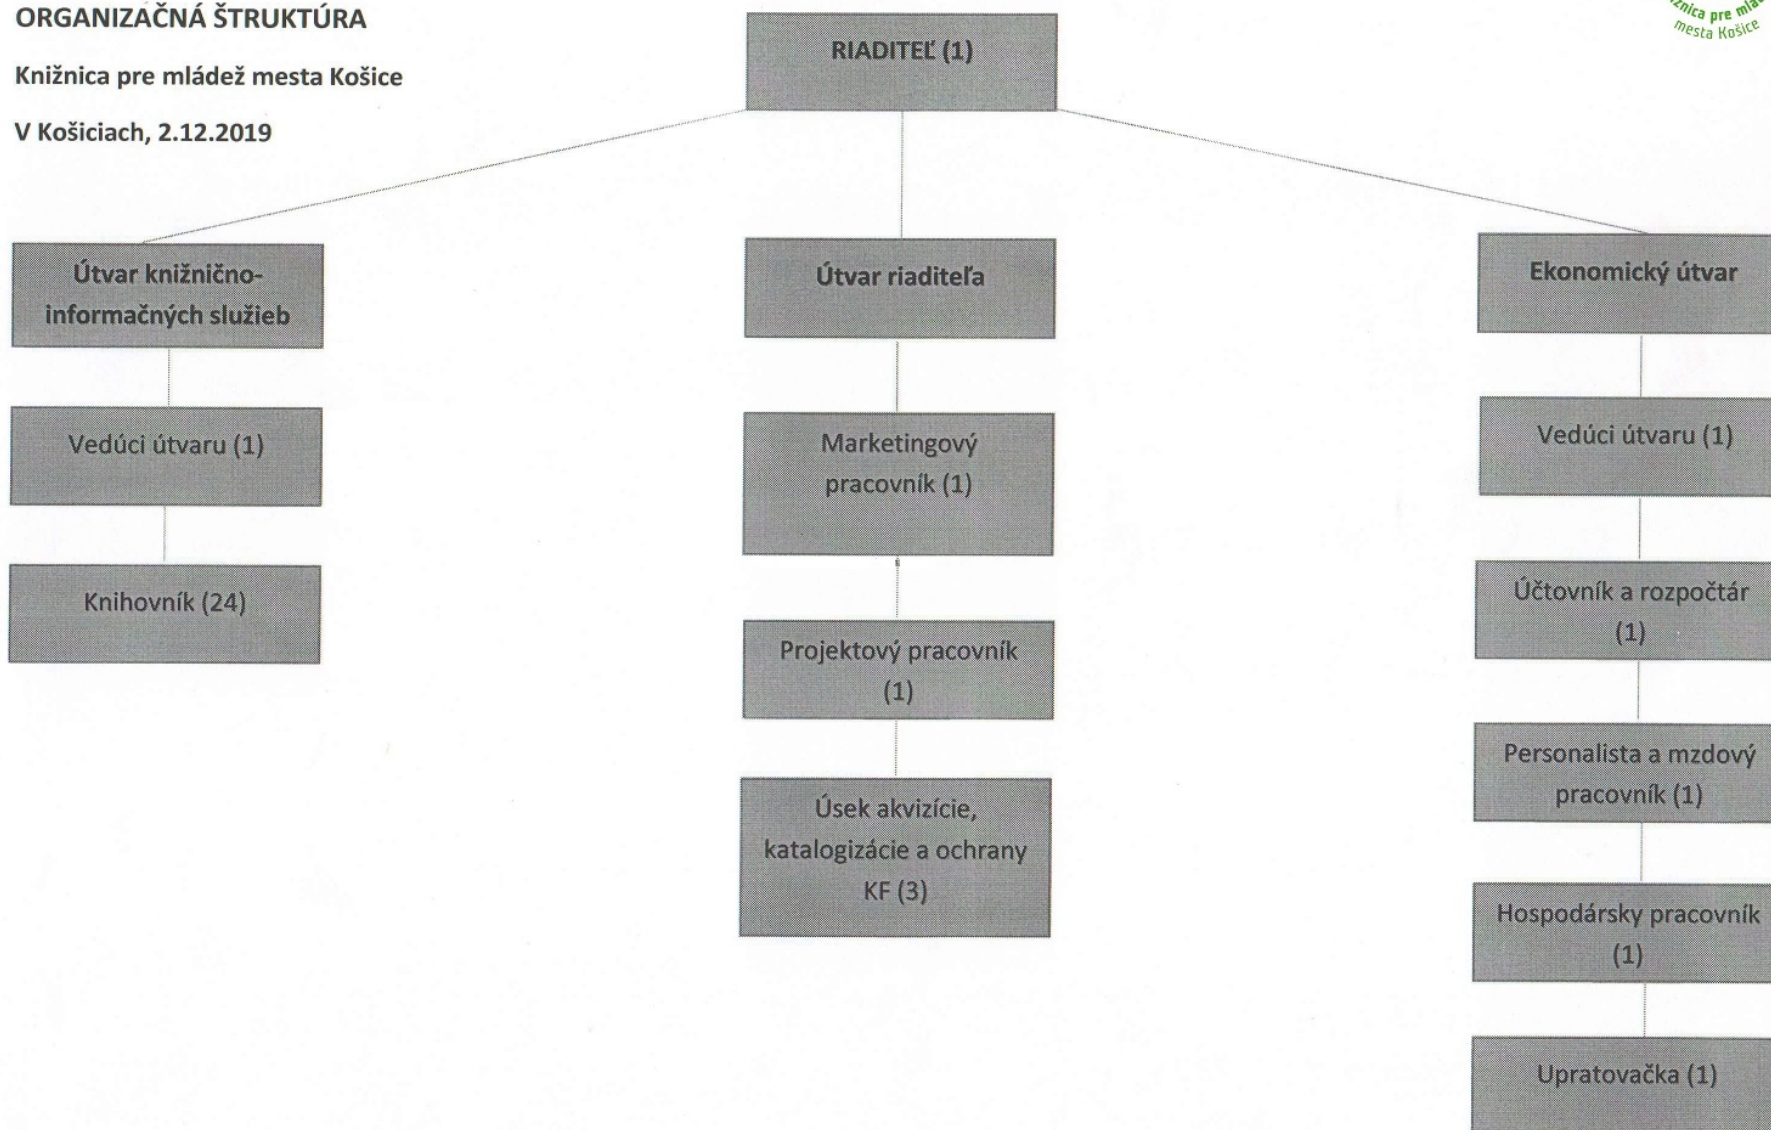 ORGANIZAČNÁ ŠTRUKTÚRA
Knižnica pre mládež mesta Košice
V Košiciach, 2.12.2019
pre
mesta Košice
RIADITEĽ (1)
Útvar knižnično-
informačných služieb
Vedúci útvaru (1)
Knihovník (24)
Útvar riaditeľa
Marketingový
pracovník (1)
Projektový pracovník
(1)
Úsek akvizície,
katalogizácie a ochrany
KF (3)
Ekonomický útvar
Vedúci útvaru (1)
Účtovník a rozpočtár
(1)
Personalista a mzdový
pracovník (1)
Hospodársky pracovník
(1)
Upratovačka (1)